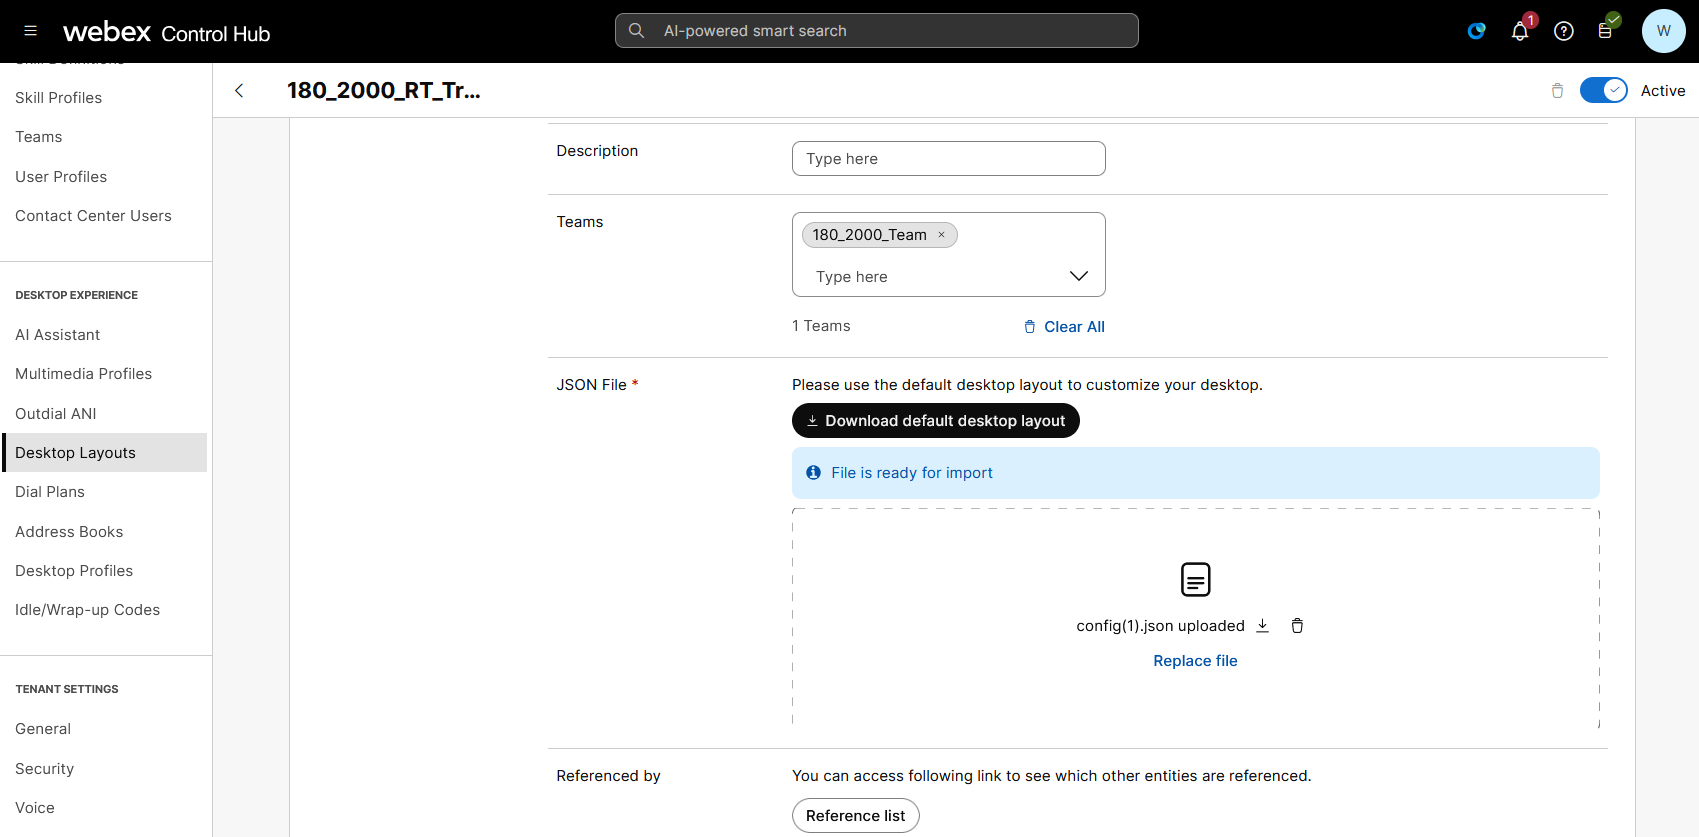 webex Control Hub
AI-powered smart search
1
W
Skill Definitions
Skill Profiles
Teams
User Profiles
Contact Center Users
DESKTOP EXPERIENCE
AI Assistant
Multimedia Profiles
Outdial ANI
Desktop Layouts
Dial Plans
Address Books
Desktop Profiles
Idle/Wrap-up Codes
TENANT SETTINGS
General
Security
Voice
180_2000_RT_Tr...
Active
Description
Type here
Teams
180_2000_Team
Type here
1 Teams
Clear All
JSON File *
Please use the default desktop layout to customize your desktop.
Download default desktop layout
File is ready for import
config(1).json uploaded
Replace file
Referenced by
You can access following link to see which other entities are referenced.
Reference list